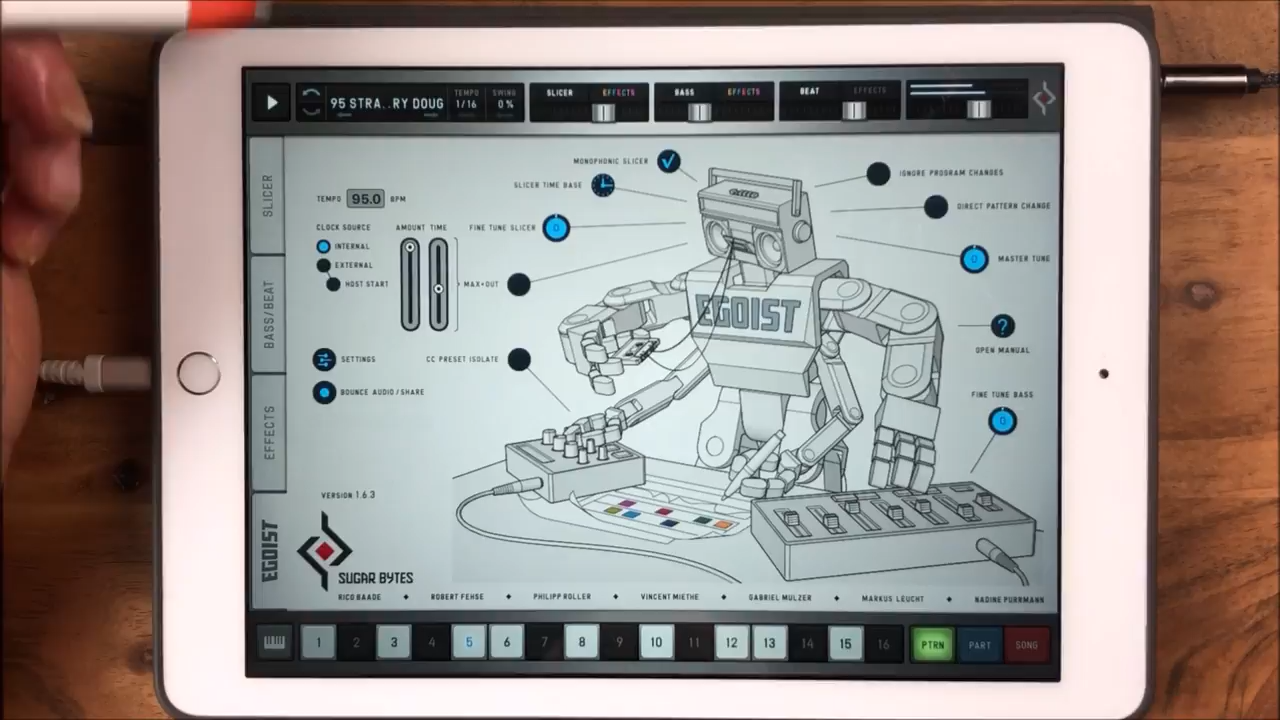 95 STRA..RY DOUG
TEMPO
1/16
SWING
0 %
SLICER EFFECTS
BASS EFFECTS
BEAT EFFECTS
SLICER
BASS/BEAT
EFFECTS
EGOIST
TEMPO 95.0 BPM
CLOCK SOURCE
INTERNAL
EXTERNAL
HOST START
AMOUNT TIME
MAX-OUT
SETTINGS
BOUNCE AUDIO/SHARE
MONOPHONIC SLICER
SLICER TIME BASE
FINE TUNE SLICER
CC PRESET ISOLATE
IGNORE PROGRAM CHANGES
DIRECT PATTERN CHANGE
MASTER TUNE
?
OPEN MANUAL
FINE TUNE BASS
EGOIST
VERSION 1.6.3
SUGAR BYTES
RICO BAADE ROBERT FEHSE PHILIPP ROLLER VINCENT MIETHE GABRIEL MULZER MARKUS LEUCHT NADINE PURRMANN
1 2 3 4 5 6 7 8 9 10 11 12 13 14 15 16
PTRN PART SONG